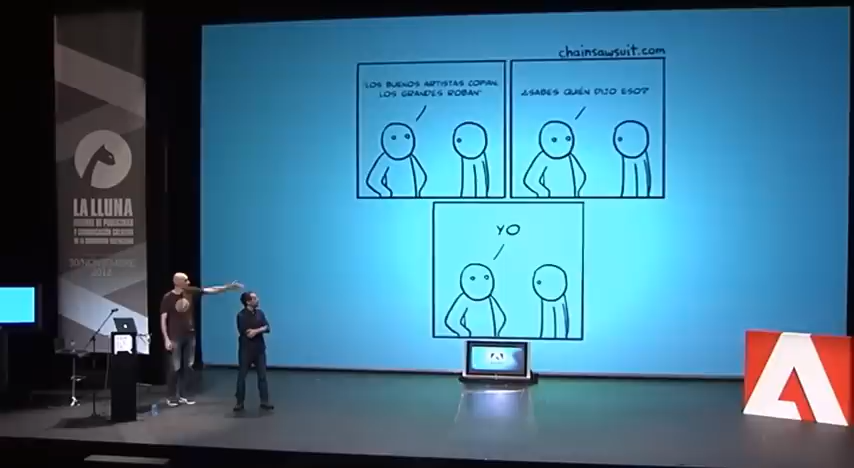 chainsawsuit.com
"LOS BUENOS ARTISTAS COPIAN,
LOS GRANDES ROBAN"
¿SABES QUIÉN DIJO ESO?
YO
LA LLUNA